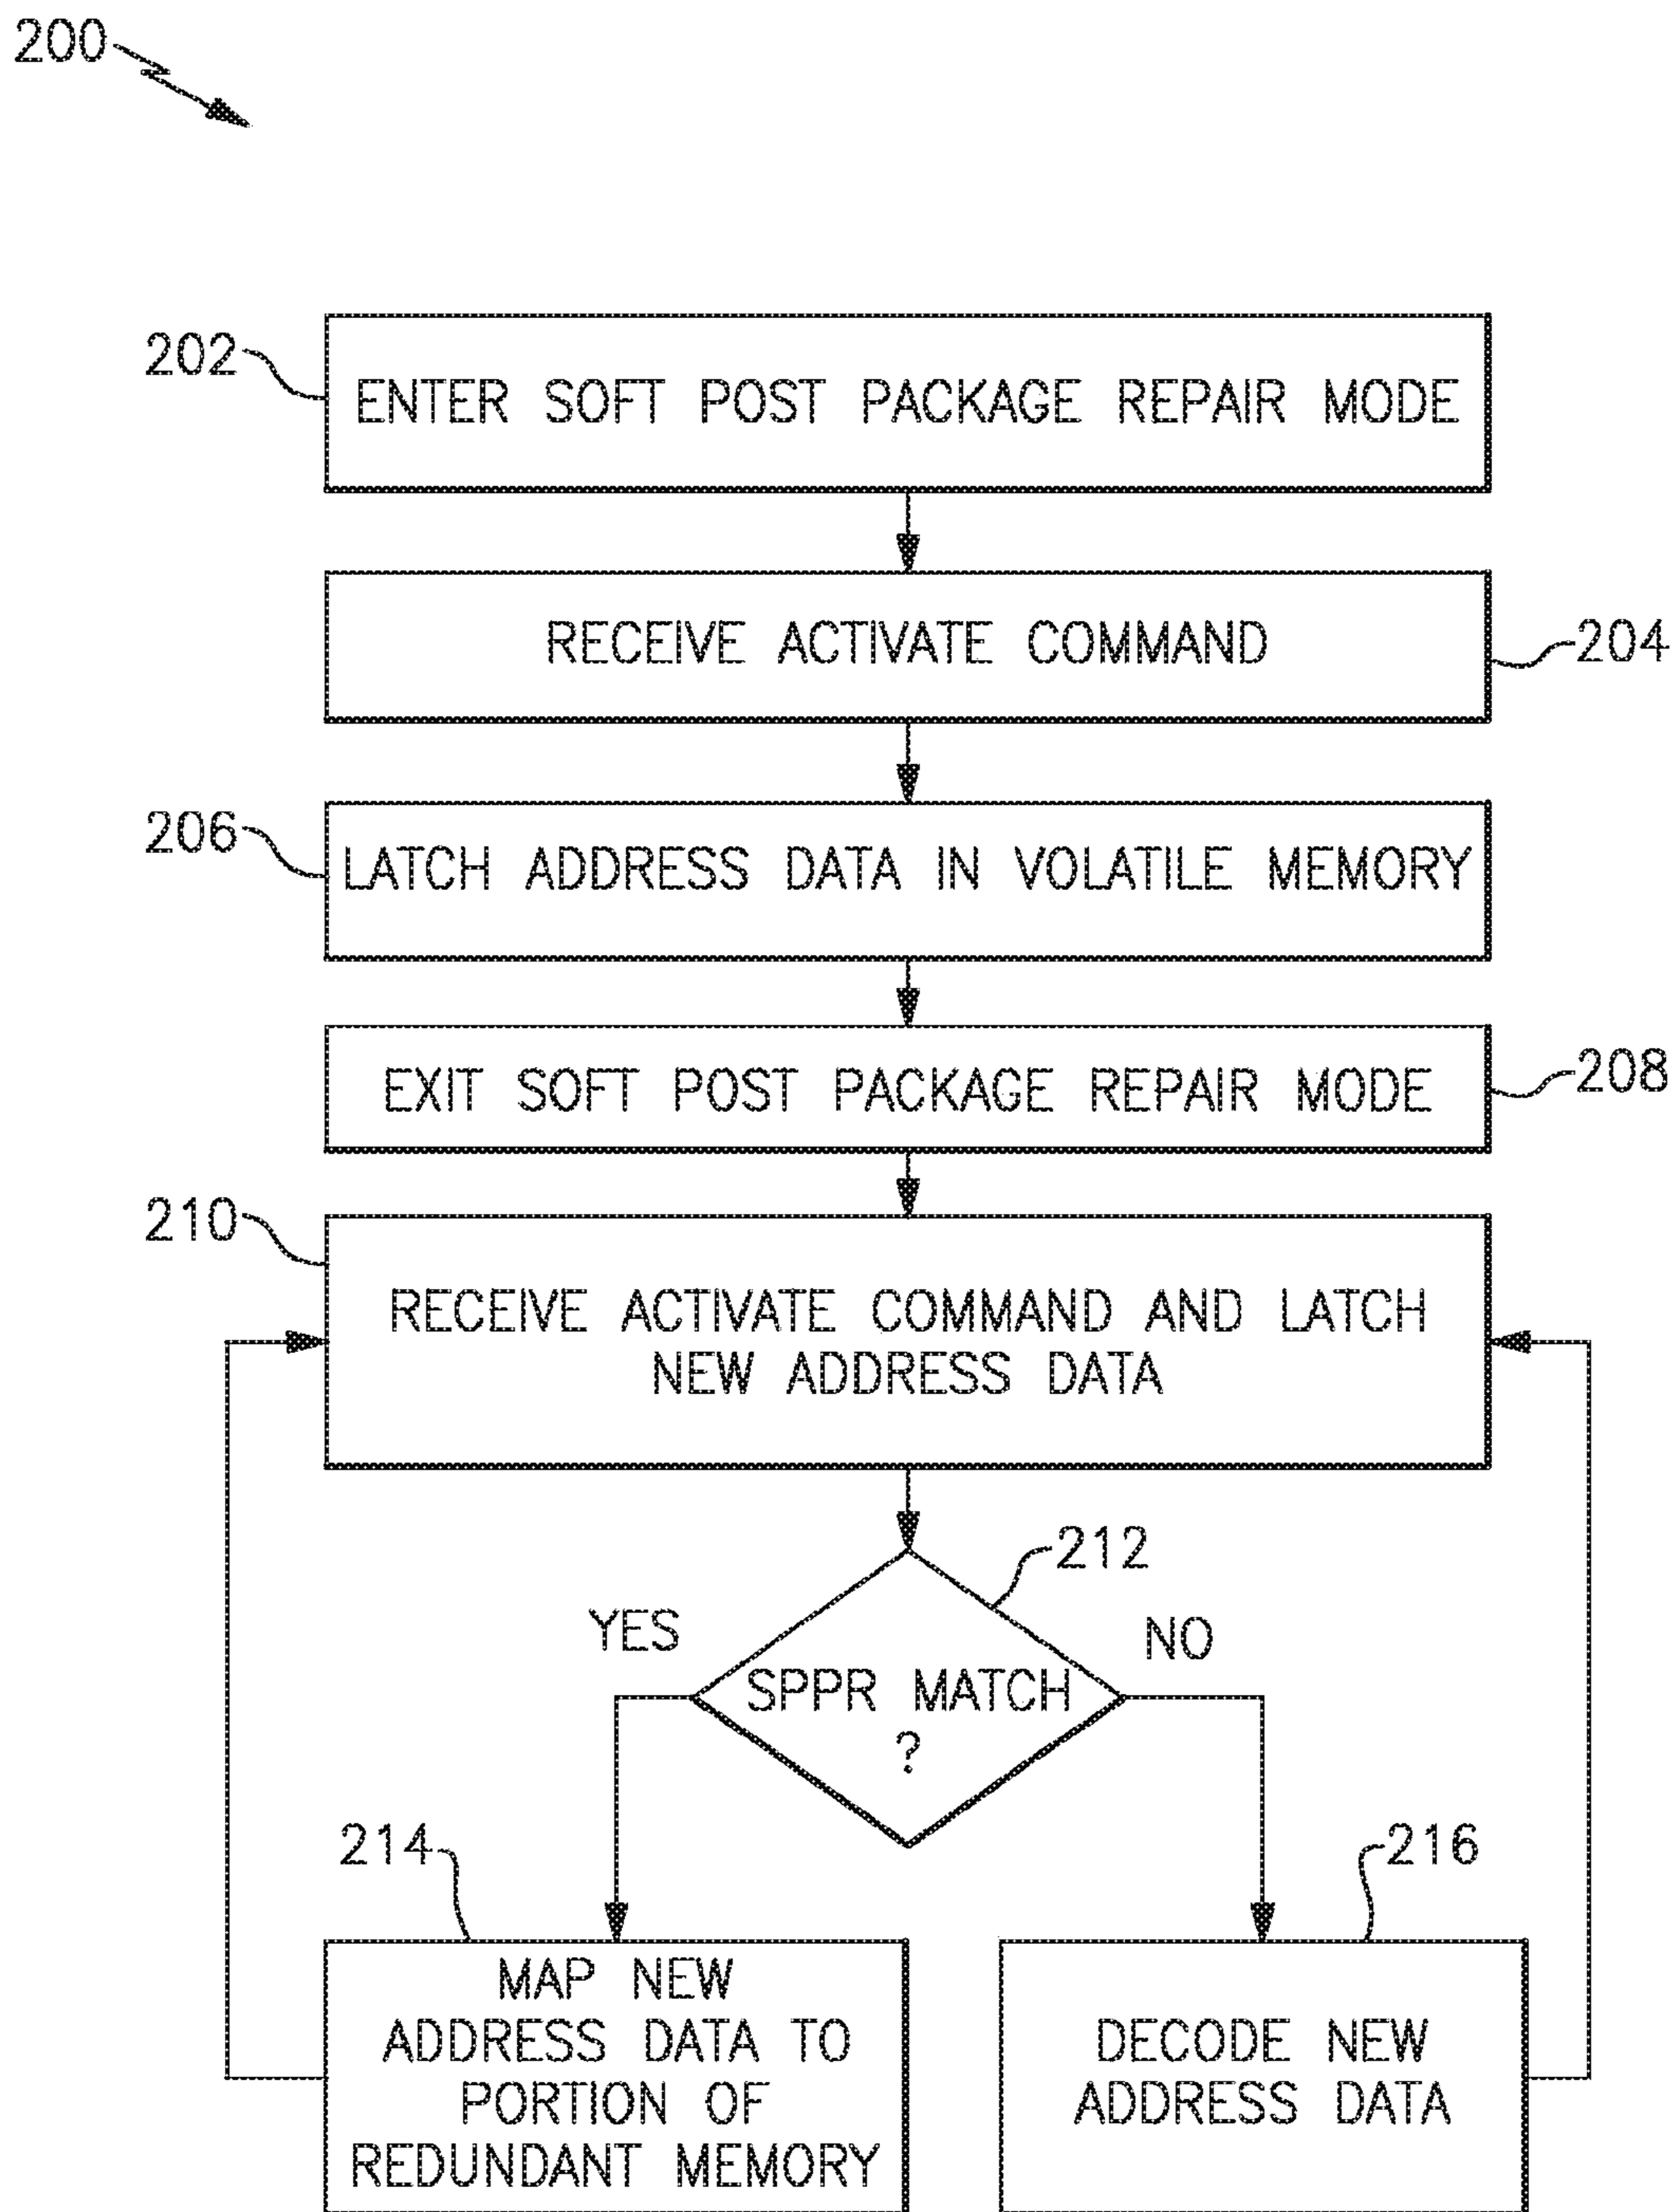 200
202
ENTER SOFT POST PACKAGE REPAIR MODE
RECEIVE ACTIVATE COMMAND
204
206
LATCH ADDRESS DATA IN VOLATILE MEMORY
EXIT SOFT POST PACKAGE REPAIR MODE
208
210
RECEIVE ACTIVATE COMMAND AND LATCH
NEW ADDRESS DATA
212
YES
NO
SPPR MATCH
?
214
216
MAP NEW
ADDRESS DATA TO
PORTION OF
REDUNDANT MEMORY
DECODE NEW
ADDRESS DATA